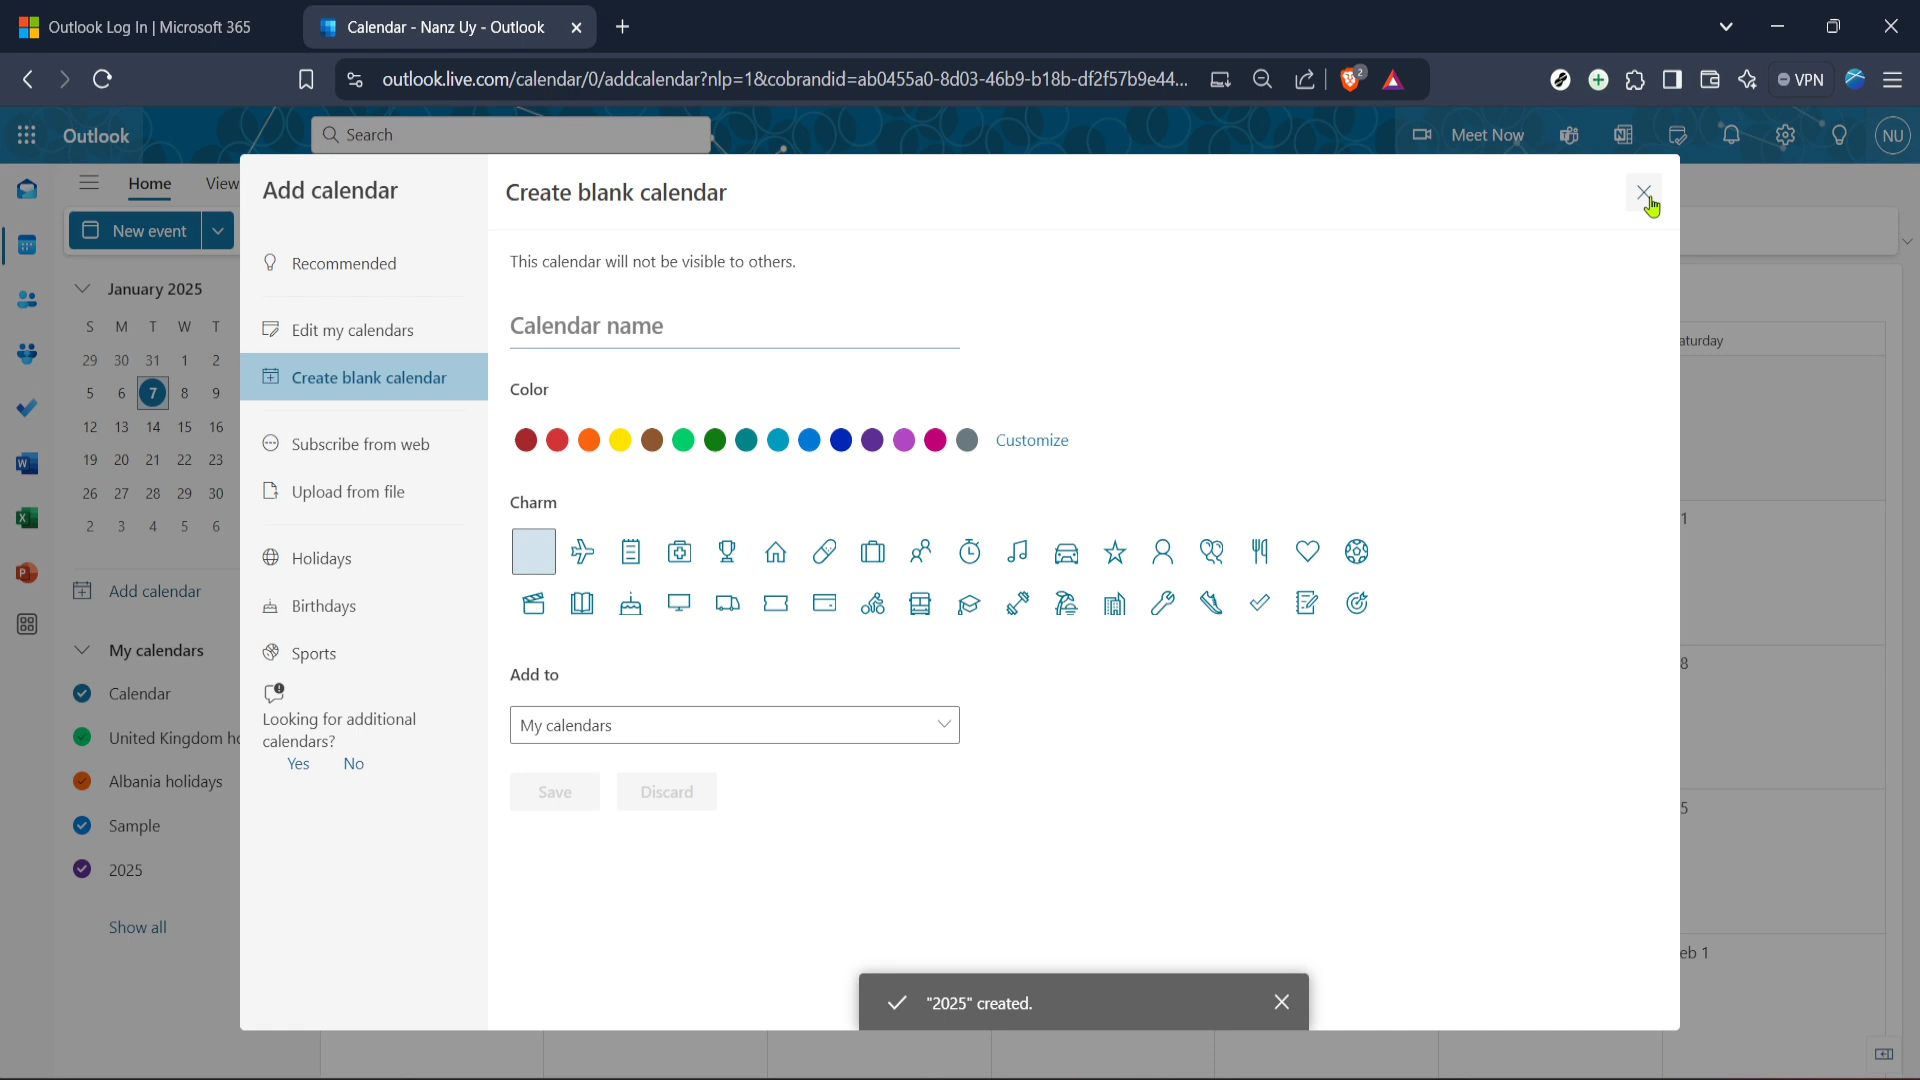 Outlook Log In | Microsoft 365
Calendar - Nanz Uy - Outlook
outlook.live.com/calendar/0/addcalendar?nlp=1&cobrandid=ab0455a0-8d03-46b9-b18b-df2f57b9e44...
2
VPN
Outlook
Search
Meet Now
NU
Home View
New event
January 2025
S M T W T
29 30 31 1 2
5 6 7 8 9
12 13 14 15 16
19 20 21 22 23
26 27 28 29 30
2 3 4 5 6
Add calendar
My calendars
Calendar
United Kingdom ho
Albania holidays
Sample
2025
Show all
Add calendar
Recommended
Edit my calendars
Create blank calendar
Subscribe from web
Upload from file
Holidays
Birthdays
Sports
Looking for additional
calendars?
Yes No
Create blank calendar
This calendar will not be visible to others.
Calendar name
Color
Customize
Charm
Add to
My calendars
Save Discard
"2025" created.
aturday
1
8
5
eb 1